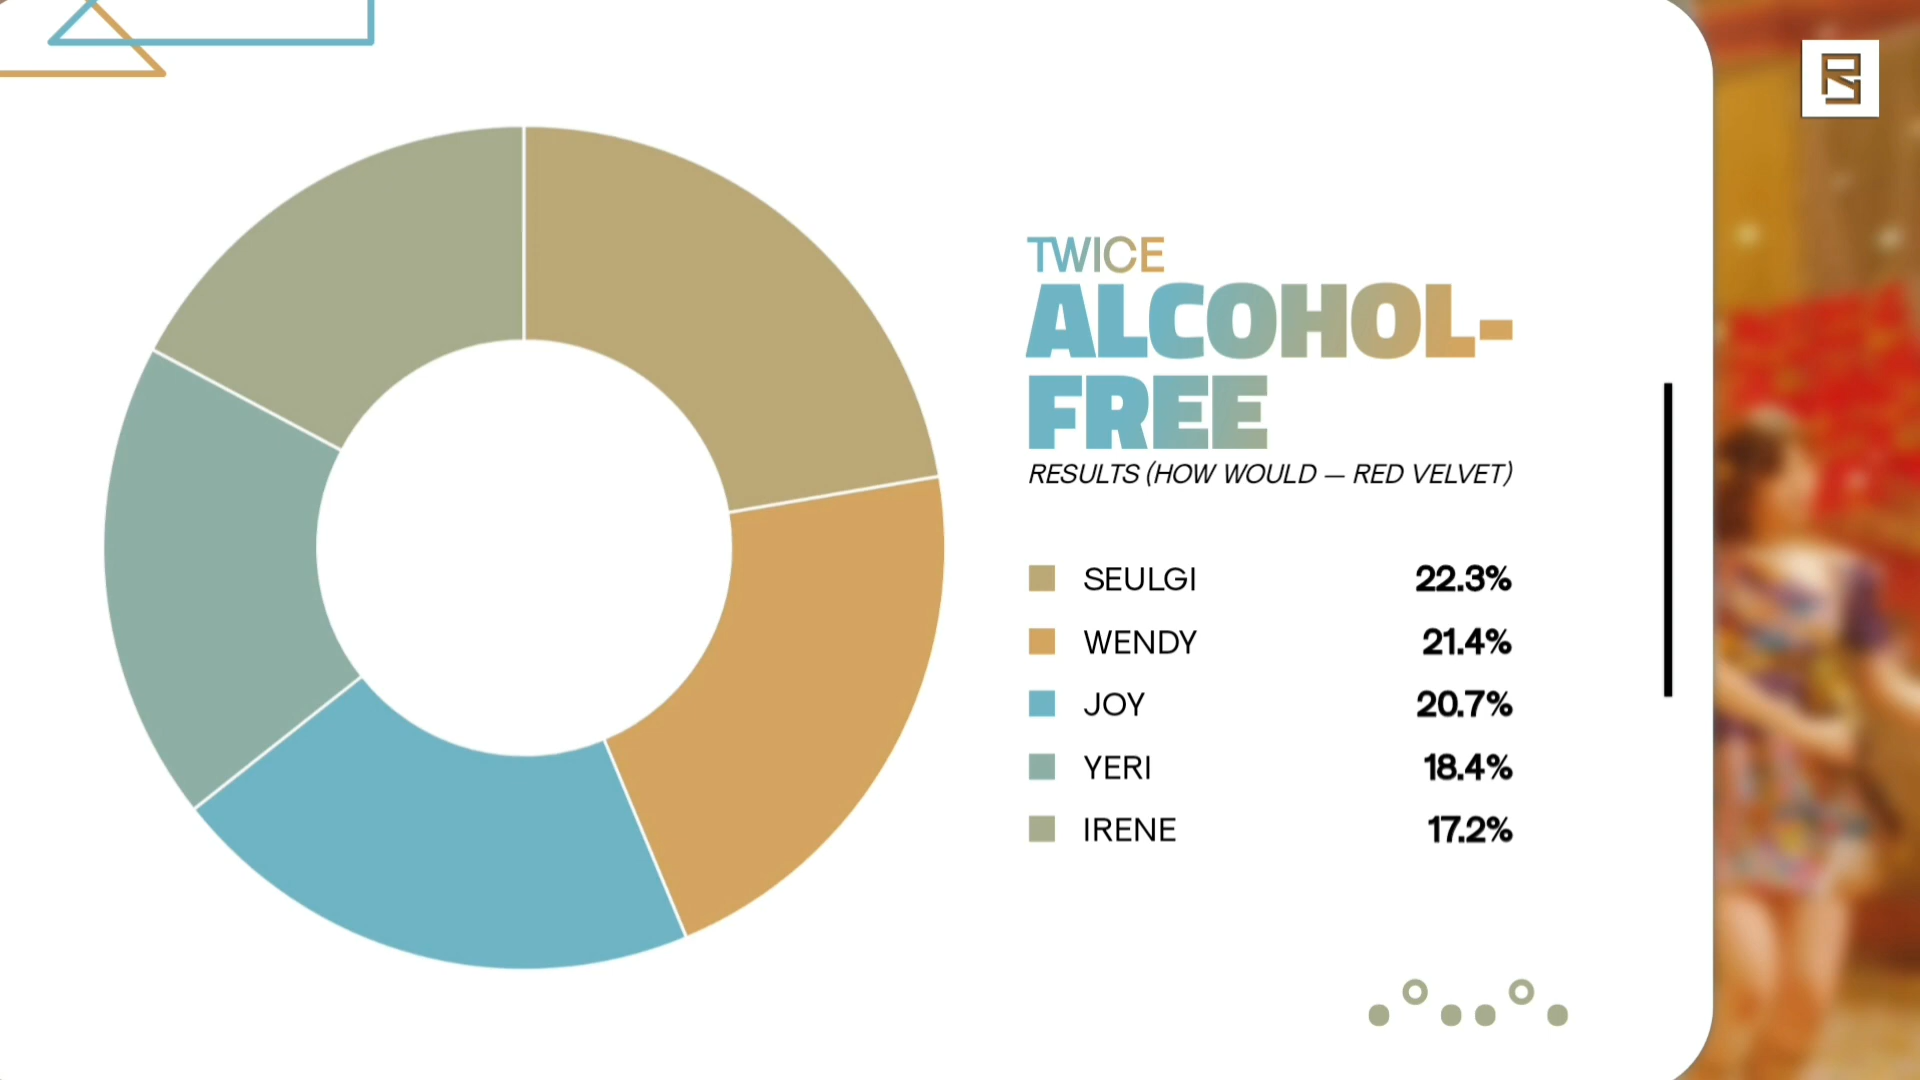 TWICE
ALCOHOL-
FREE
RESULTS (HOW WOULD — RED VELVET)
SEULGI 22.3%
WENDY 21.4%
JOY 20.7%
YERI 18.4%
IRENE 17.2%